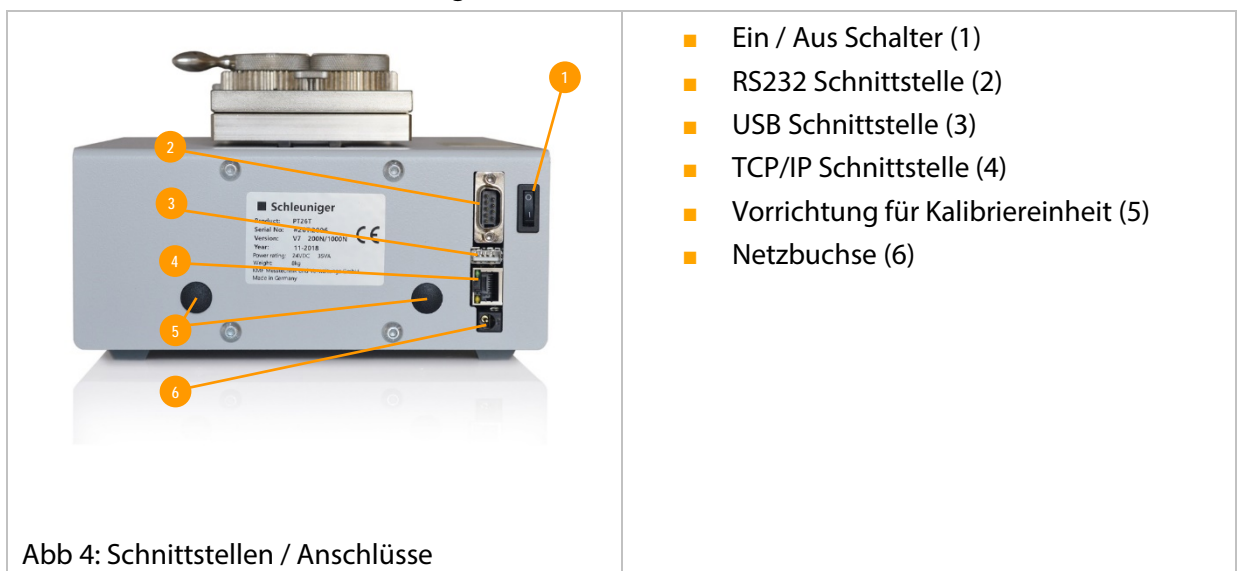 Ein / Aus Schalter (1)
RS232 Schnittstelle (2)
USB Schnittstelle (3)
TCP/IP Schnittstelle (4)
Vorrichtung für Kalibriereinheit (5)
Netzbuchse (6)
1
2
3
4
5
6
Schleuniger
Product: PT26T
Serial No:
Version: V7 200N/1000N
Year: 11-2018
Power rating: 24VDC
Weight: 8kg
Made in Germany
CE
Abb 4: Schnittstellen / Anschlüsse